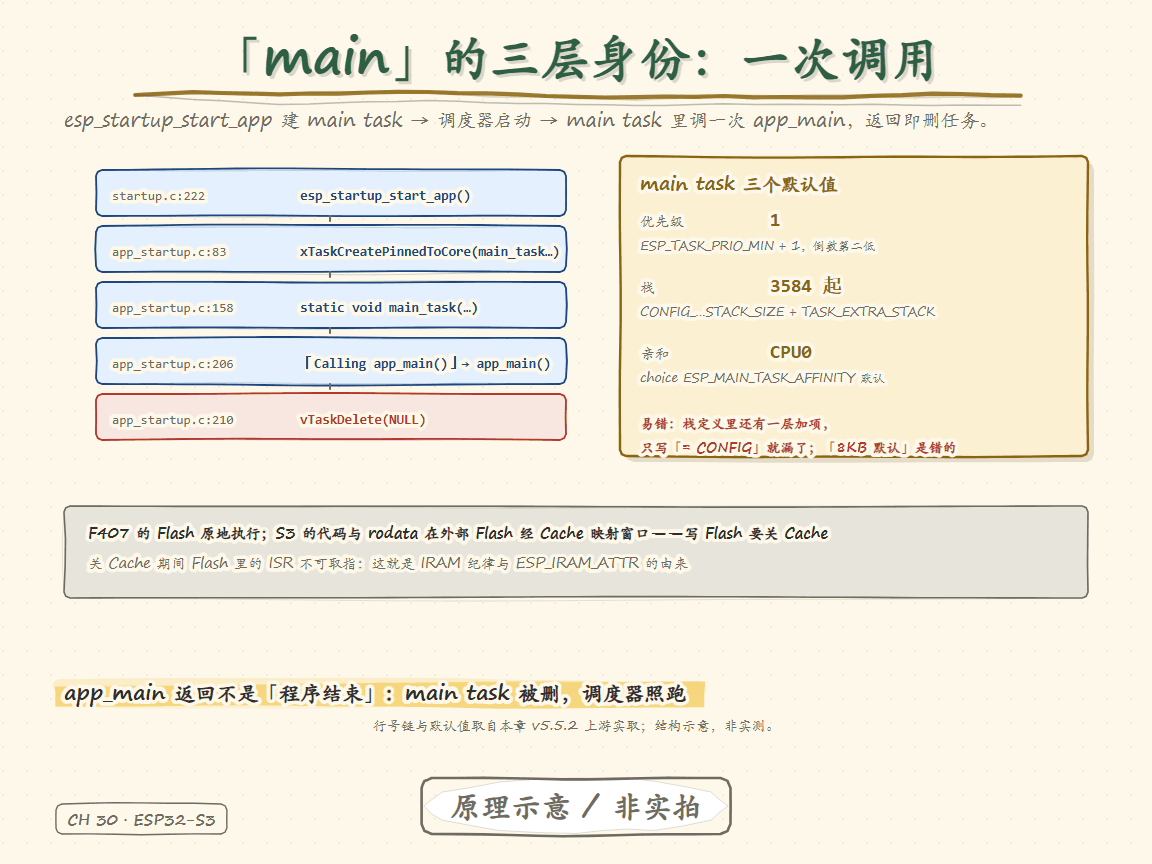 「main」的三层身份：一次调用
esp_startup_start_app 建 main task → 调度器启动 → main task 里调一次 app_main，返回即删任务。
startup.c:222 esp_startup_start_app()
app_startup.c:83 xTaskCreatePinnedToCore(main_task…)
app_startup.c:158 static void main_task(…)
app_startup.c:206 「Calling app_main()」→ app_main()
app_startup.c:210 vTaskDelete(NULL)
main task 三个默认值
优先级 1
ESP_TASK_PRIO_MIN + 1，倒数第二低
栈 3584 起
CONFIG_…STACK_SIZE + TASK_EXTRA_STACK
亲和 CPU0
choice ESP_MAIN_TASK_AFFINITY 默认
易错：栈定义里还有一层加项，
只写「= CONFIG」就漏了；「8KB 默认」是错的
F407 的 Flash 原地执行；S3 的代码与 rodata 在外部 Flash 经 Cache 映射窗口——写 Flash 要关 Cache
关 Cache 期间 Flash 里的 ISR 不可取指：这就是 IRAM 纪律与 ESP_IRAM_ATTR 的由来
app_main 返回不是「程序结束」：main task 被删，调度器照跑
行号链与默认值取自本章 v5.5.2 上游实取；结构示意，非实测。
原理示意 / 非实拍
CH 30 · ESP32-S3